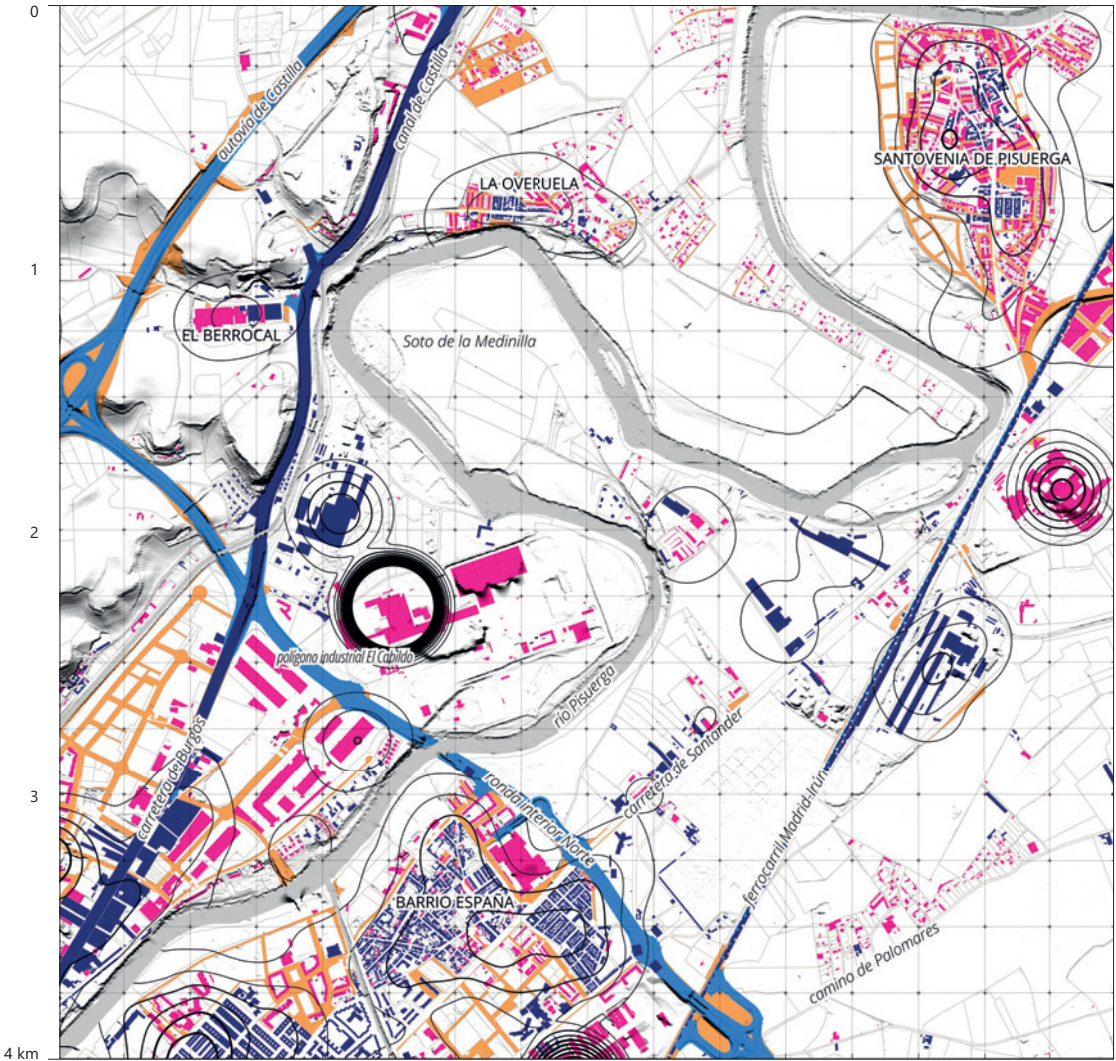 0
autovía de Castilla
canal de Castilla
SANTOVENIA DE PISUERGA
LA OVERUELA
1
EL BERROCAL
Soto de la Medinilla
2
polígono industrial El Cabildo
río Pisuerga
carretera de Santander
carretera de Burgos
3
ronda interior Norte
ferrocarril Madrid-Irún
BARRIO ESPAÑA
camino de Palomares
4 km